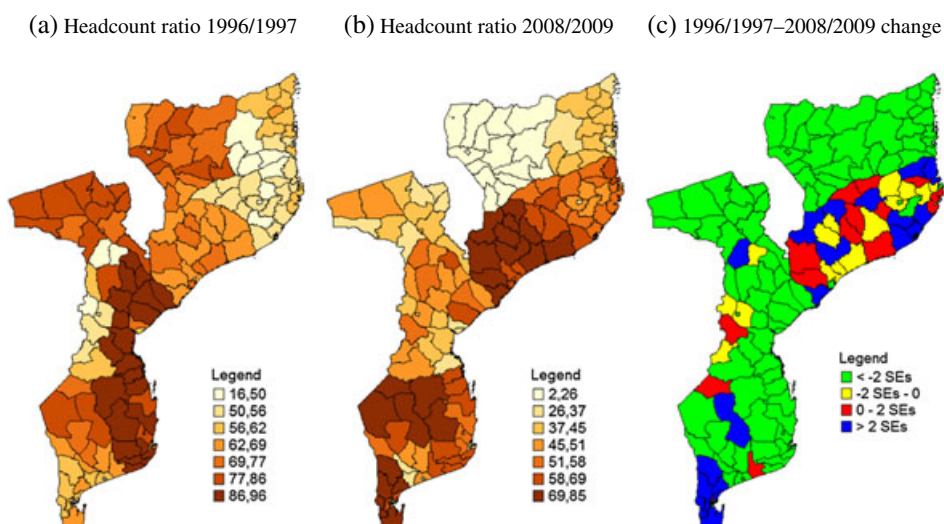 (a) Headcount ratio 1996/1997
(b) Headcount ratio 2008/2009
(c) 1996/1997–2008/2009 change
Legend
16,50
50,56
56,62
62,69
69,77
77,86
86,96
Legend
2,26
26,37
37,45
45,51
51,58
58,69
69,85
Legend
< -2 SEs
-2 SEs - 0
0 - 2 SEs
> 2 SEs